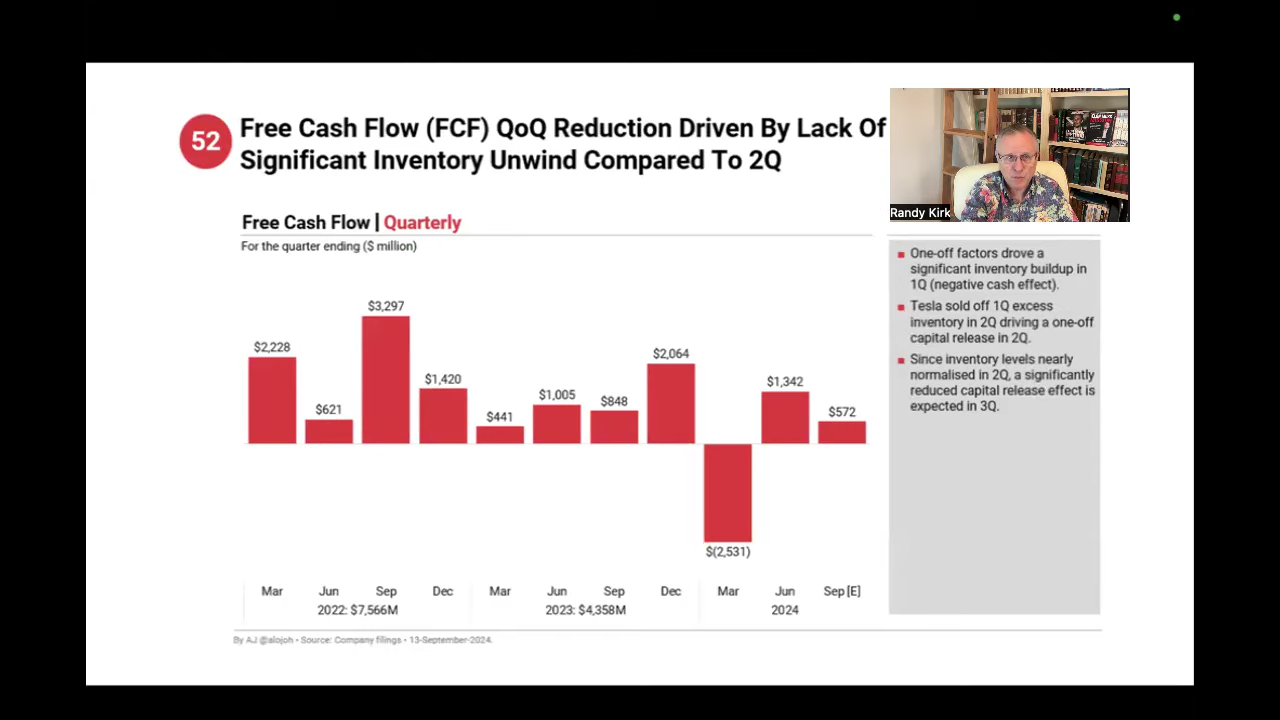 52
Free Cash Flow (FCF) QoQ Reduction Driven By Lack Of
Significant Inventory Unwind Compared To 2Q
Randy Kirk
Free Cash Flow | Quarterly
For the quarter ending ($ million)
$2,228
$621
$3,297
$1,420
$441
$1,005
$848
$2,064
$(2,531)
$1,342
$572
Mar Jun Sep Dec Mar Jun Sep Dec Mar Jun Sep [E]
2022: $7,566M 2023: $4,358M 2024
One-off factors drove a
significant inventory buildup in
1Q (negative cash effect).
Tesla sold off 1Q excess
inventory in 2Q driving a one-off
capital release in 2Q.
Since inventory levels nearly
normalised in 2Q, a significantly
reduced capital release effect is
expected in 3Q.
By AJ @alojoh • Source: Company filings • 13-September-2024.